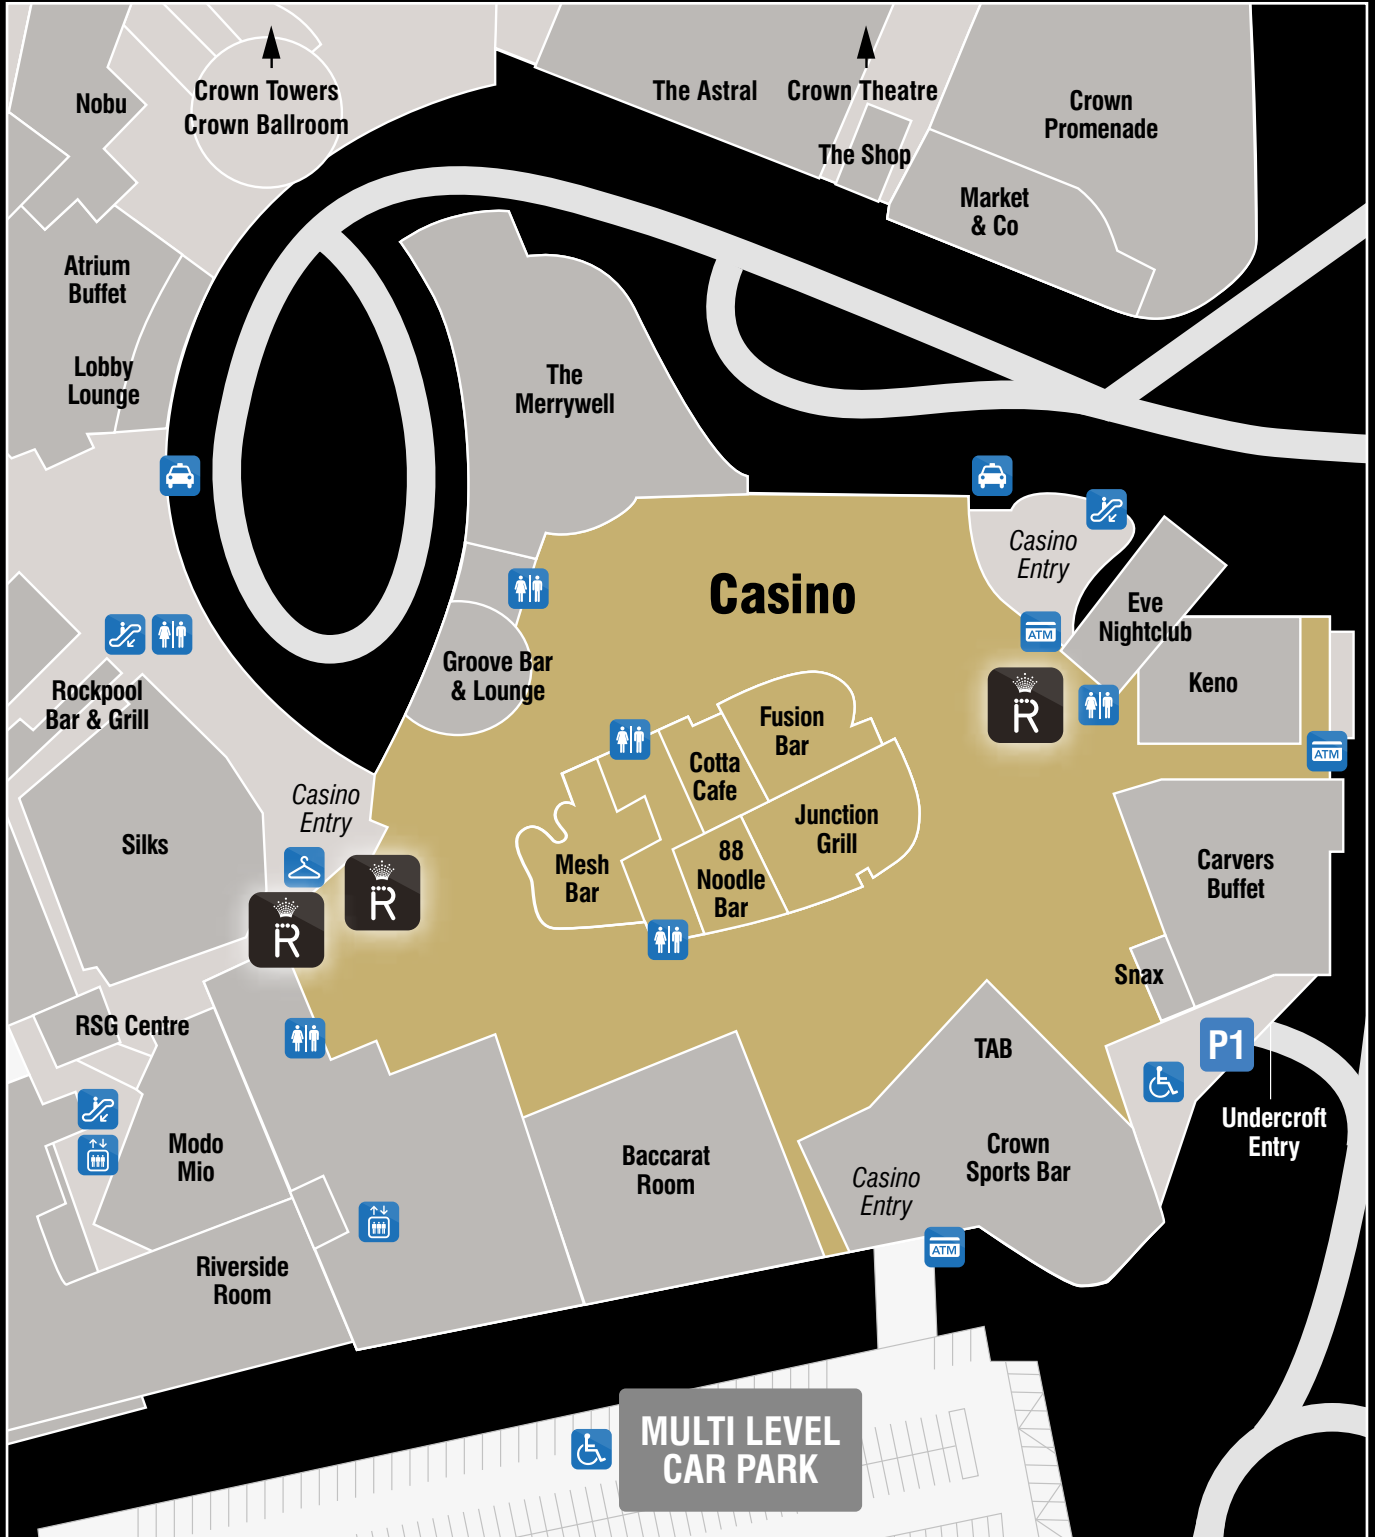 Nobu
Crown Towers
Crown Ballroom
The Astral
Crown Theatre
The Shop
Crown
Promenade
Market
& Co
Atrium
Buffet
Lobby
Lounge
The
Merrywell
Casino
Entry
Casino
ATM
Eve
Nightclub
Keno
R
ATM
Groove Bar
& Lounge
Rockpool
Bar & Grill
Fusion
Bar
Cotta
Cafe
Junction
Grill
88
Noodle
Bar
Mesh
Bar
Casino
Entry
Silks
R
R
Carvers
Buffet
Snax
RSG Centre
TAB
P1
Undercroft
Entry
Modo
Mio
Baccarat
Room
Crown
Sports Bar
Casino
Entry
ATM
Riverside
Room
MULTI LEVEL
CAR PARK